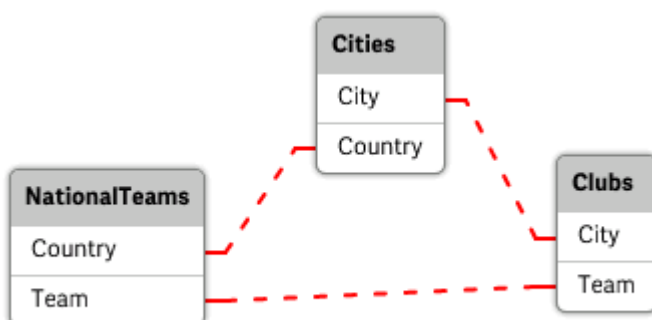 Cities
City
Country
NationalTeams
Country
Team
Clubs
City
Team